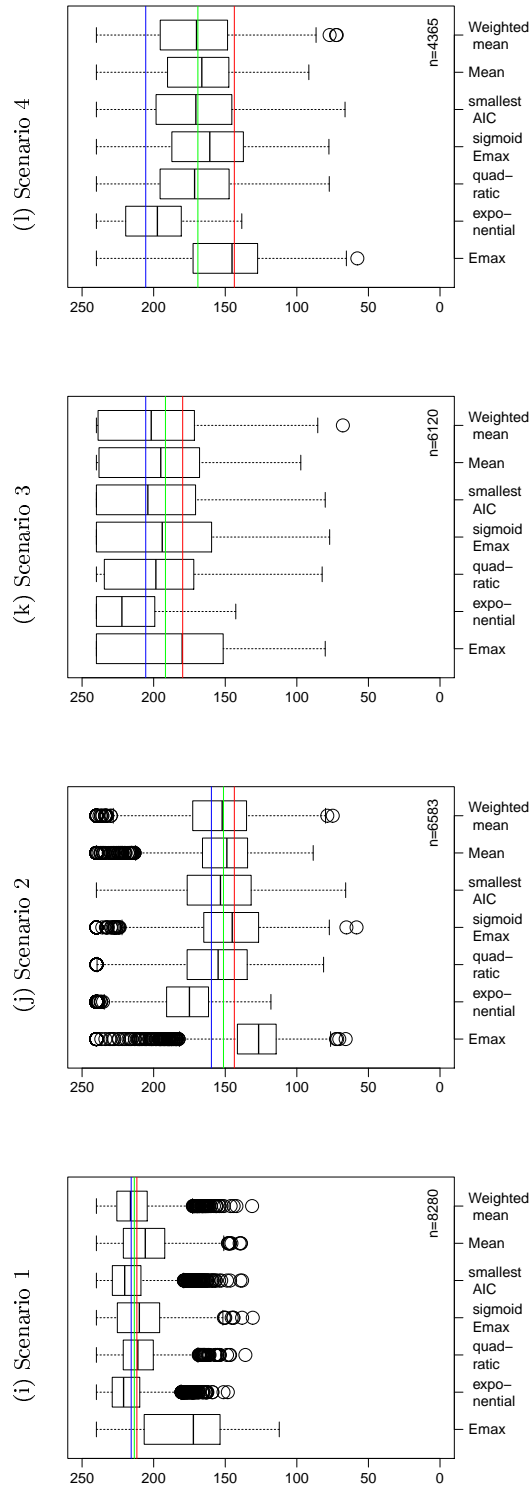 (i) Scenario 1
250
200
150
100
50
0
n=8280
Emax
expo−
nential
quad−
ratic
sigmoid
Emax
smallest
AIC
Mean
Weighted
mean
(j) Scenario 2
250
200
150
100
50
0
n=6583
Emax
expo−
nential
quad−
ratic
sigmoid
Emax
smallest
AIC
Mean
Weighted
mean
(k) Scenario 3
250
200
150
100
50
0
n=6120
Emax
expo−
nential
quad−
ratic
sigmoid
Emax
smallest
AIC
Mean
Weighted
mean
(l) Scenario 4
250
200
150
100
50
0
n=4365
Emax
expo−
nential
quad−
ratic
sigmoid
Emax
smallest
AIC
Mean
Weighted
mean